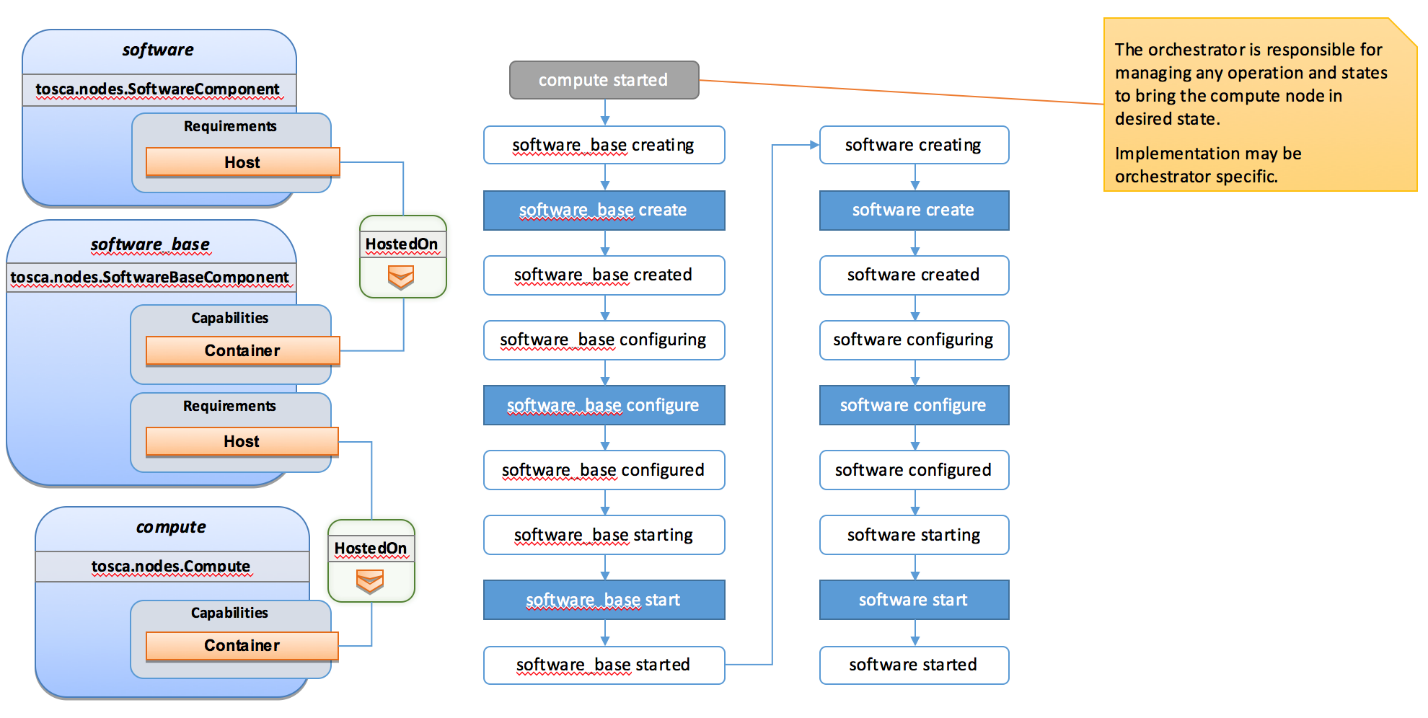 software
tosca.nodes.SoftwareComponent
Requirements
Host
software_base
tosca.nodes.SoftwareBaseComponent
Capabilities
Container
Requirements
Host
compute
tosca.nodes.Compute
Capabilities
Container
HostedOn
HostedOn
compute started
software_base creating
software_base create
software_base created
software_base configuring
software_base configure
software_base configured
software_base starting
software_base start
software_base started
software creating
software create
software created
software configuring
software configure
software configured
software starting
software start
software started
The orchestrator is responsible for
managing any operation and states
to bring the compute node in
desired state.
Implementation may be
orchestrator specific.